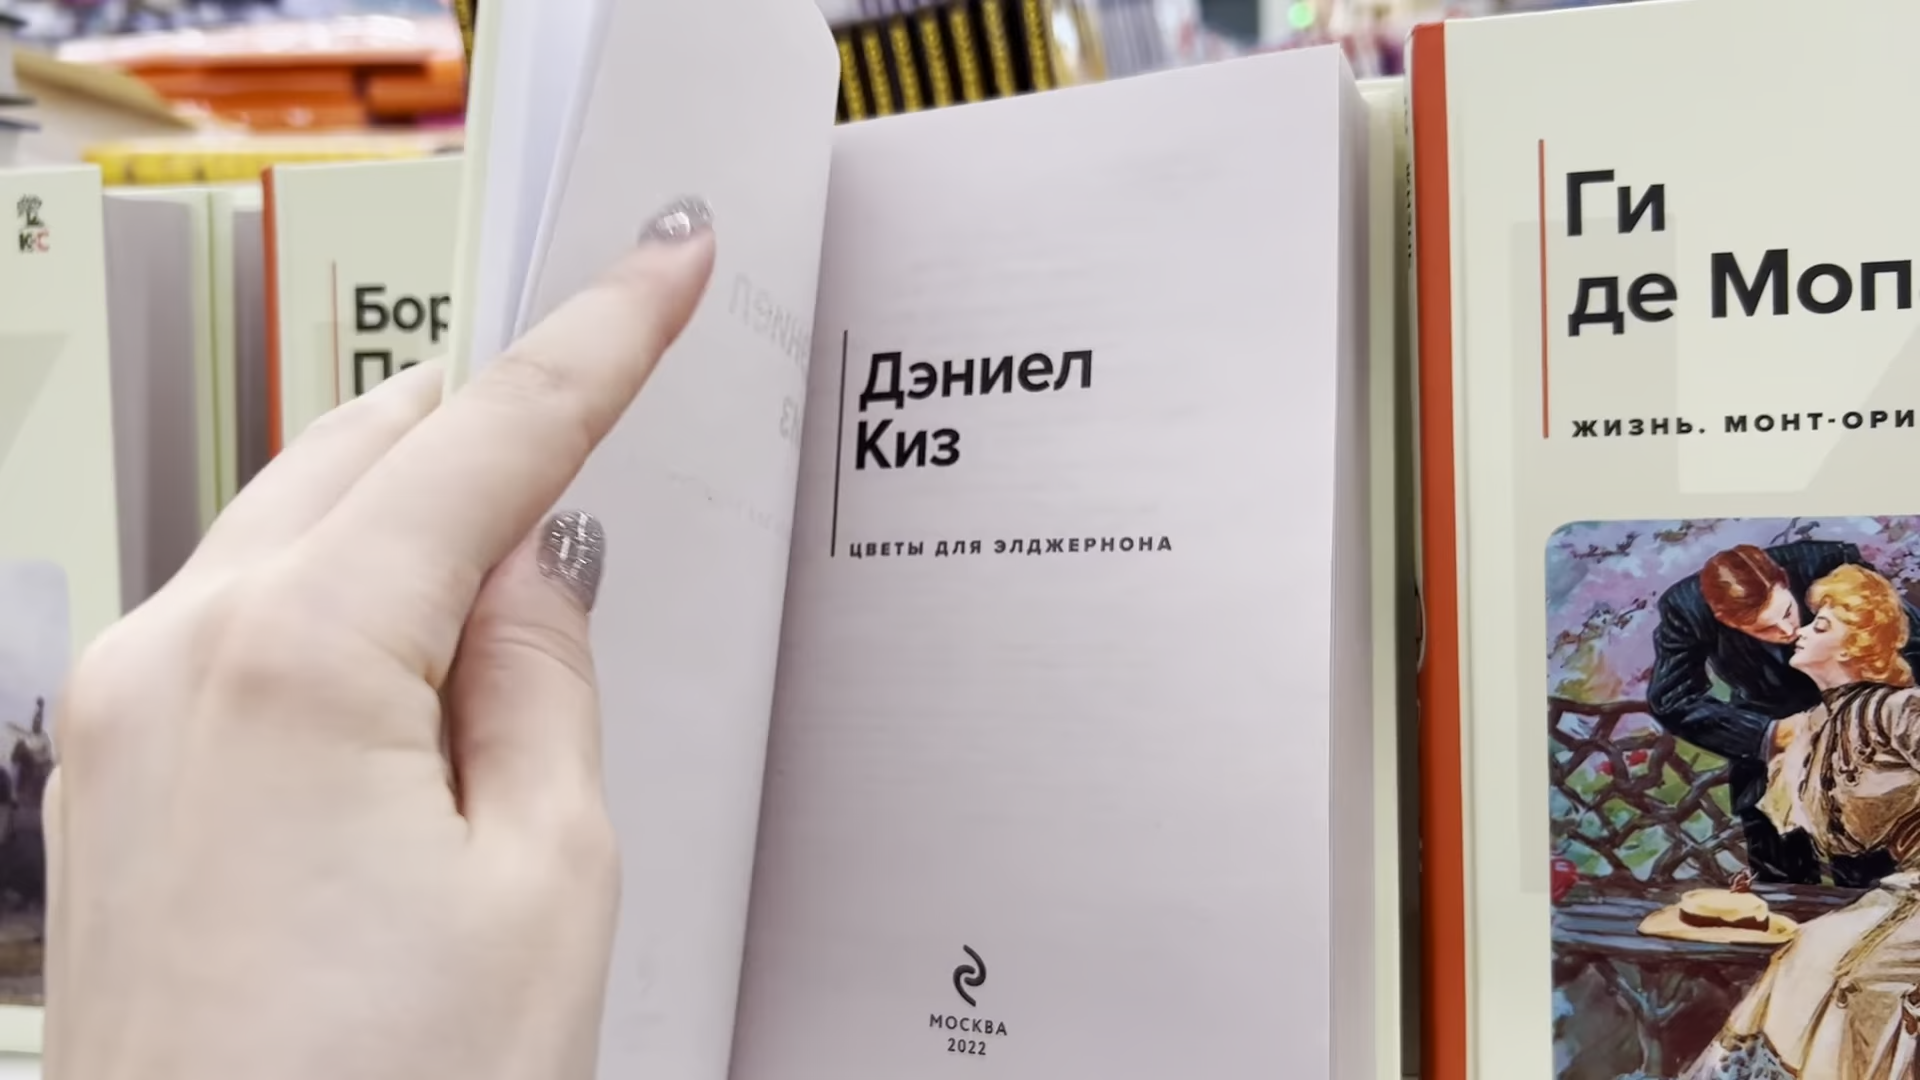 К•С
Бор
Дэниел
Киз
ЦВЕТЫ ДЛЯ ЭЛДЖЕРНОНА
МОСКВА
2022
Ги
де Моп
ЖИЗНЬ. МОНТ-ОРИ